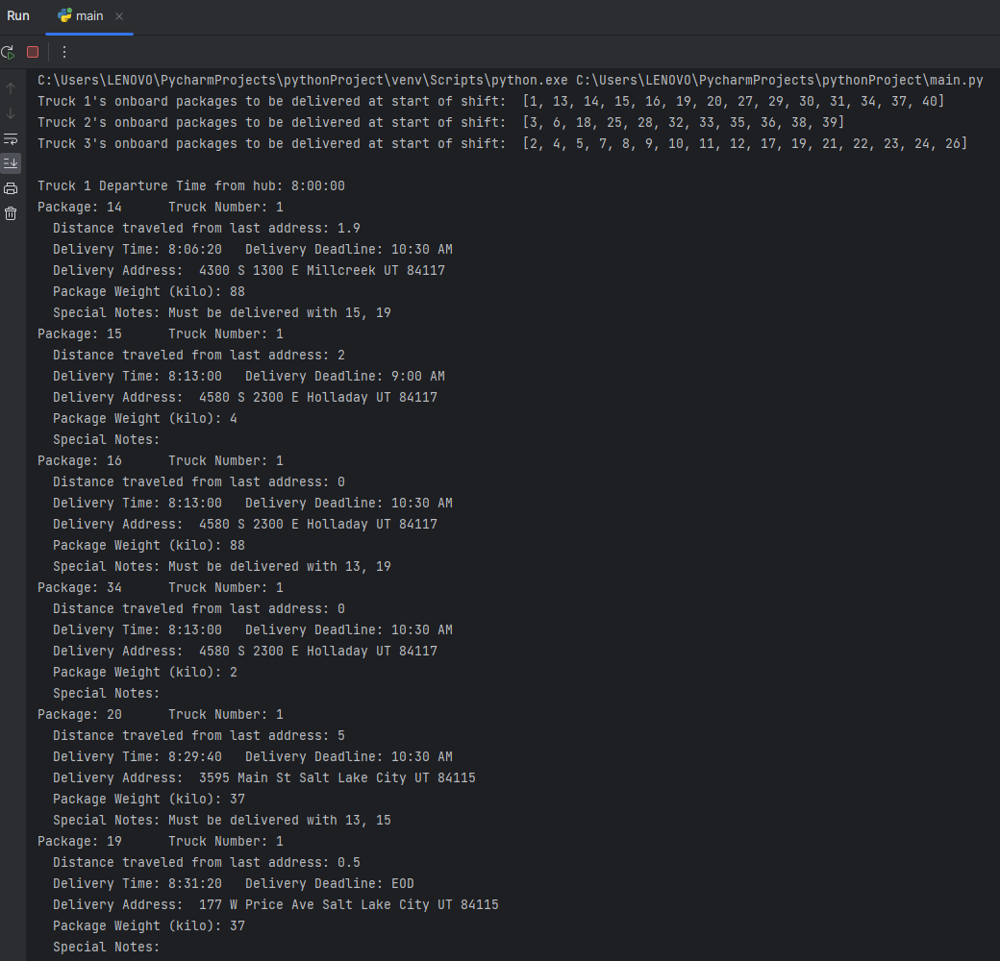 Run main
C:\Users\LENOVO\PycharmProjects\pythonProject\venv\Scripts\python.exe C:\Users\LENOVO\PycharmProjects\pythonProject\main.py
Truck 1's onboard packages to be delivered at start of shift:  [1, 13, 14, 15, 16, 19, 20, 27, 29, 30, 31, 34, 37, 40]
Truck 2's onboard packages to be delivered at start of shift:  [3, 6, 18, 25, 28, 32, 33, 35, 36, 38, 39]
Truck 3's onboard packages to be delivered at start of shift:  [2, 4, 5, 7, 8, 9, 10, 11, 12, 17, 19, 21, 22, 23, 24, 26]
Truck 1 Departure Time from hub: 8:00:00
Package: 14      Truck Number: 1
  Distance traveled from last address: 1.9
  Delivery Time: 8:06:20   Delivery Deadline: 10:30 AM
  Delivery Address:  4300 S 1300 E Millcreek UT 84117
  Package Weight (kilo): 88
  Special Notes: Must be delivered with 15, 19
Package: 15      Truck Number: 1
  Distance traveled from last address: 2
  Delivery Time: 8:13:00   Delivery Deadline: 9:00 AM
  Delivery Address:  4580 S 2300 E Holladay UT 84117
  Package Weight (kilo): 4
  Special Notes:
Package: 16      Truck Number: 1
  Distance traveled from last address: 0
  Delivery Time: 8:13:00   Delivery Deadline: 10:30 AM
  Delivery Address:  4580 S 2300 E Holladay UT 84117
  Package Weight (kilo): 88
  Special Notes: Must be delivered with 13, 19
Package: 34      Truck Number: 1
  Distance traveled from last address: 0
  Delivery Time: 8:13:00   Delivery Deadline: 10:30 AM
  Delivery Address:  4580 S 2300 E Holladay UT 84117
  Package Weight (kilo): 2
  Special Notes:
Package: 20      Truck Number: 1
  Distance traveled from last address: 5
  Delivery Time: 8:29:40   Delivery Deadline: 10:30 AM
  Delivery Address:  3595 Main St Salt Lake City UT 84115
  Package Weight (kilo): 37
  Special Notes: Must be delivered with 13, 15
Package: 19      Truck Number: 1
  Distance traveled from last address: 0.5
  Delivery Time: 8:31:20   Delivery Deadline: EOD
  Delivery Address:  177 W Price Ave Salt Lake City UT 84115
  Package Weight (kilo): 37
  Special Notes: